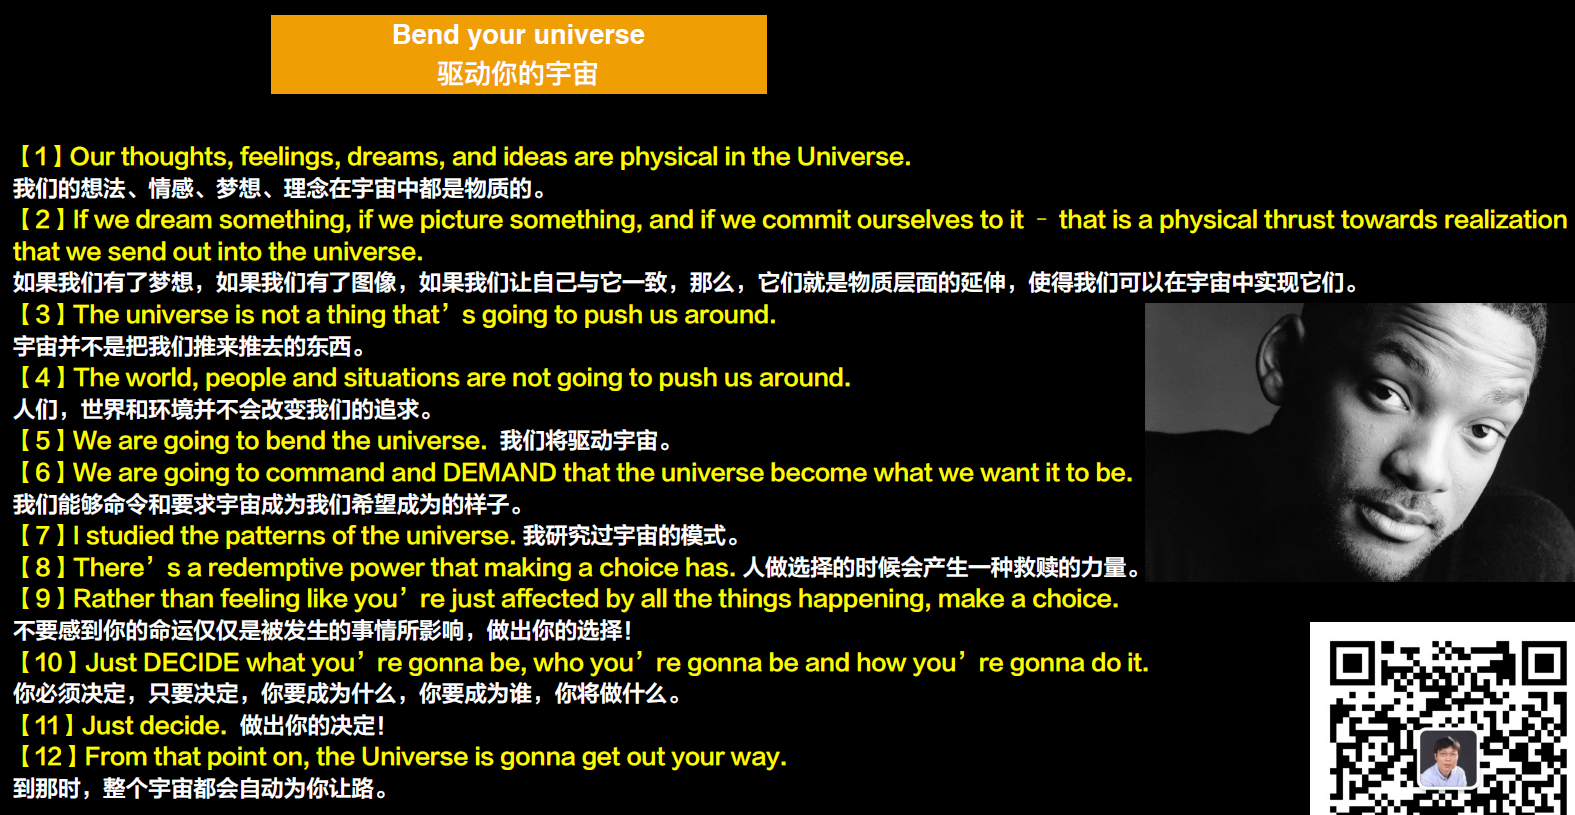 Bend your universe
驱动你的宇宙
【1】Our thoughts, feelings, dreams, and ideas are physical in the Universe.
我们的想法、情感、梦想、理念在宇宙中都是物质的。
【2】If we dream something, if we picture something, and if we commit ourselves to it – that is a physical thrust towards realization
that we send out into the universe.
如果我们有了梦想，如果我们有了图像，如果我们让自己与它一致，那么，它们就是物质层面的延伸，使得我们可以在宇宙中实现它们。
【3】The universe is not a thing that’s going to push us around.
宇宙并不是把我们推来推去的东西。
【4】The world, people and situations are not going to push us around.
人们，世界和环境并不会改变我们的追求。
【5】We are going to bend the universe. 我们将驱动宇宙。
【6】We are going to command and DEMAND that the universe become what we want it to be.
我们能够命令和要求宇宙成为我们希望成为的样子。
【7】I studied the patterns of the universe. 我研究过宇宙的模式。
【8】There’s a redemptive power that making a choice has. 人做选择的时候会产生一种救赎的力量。
【9】Rather than feeling like you’re just affected by all the things happening, make a choice.
不要感到你的命运仅仅是被发生的事情所影响，做出你的选择！
【10】Just DECIDE what you’re gonna be, who you’re gonna be and how you’re gonna do it.
你必须决定，只要决定，你要成为什么，你要成为谁，你将做什么。
【11】Just decide. 做出你的决定！
【12】From that point on, the Universe is gonna get out your way.
到那时，整个宇宙都会自动为你让路。